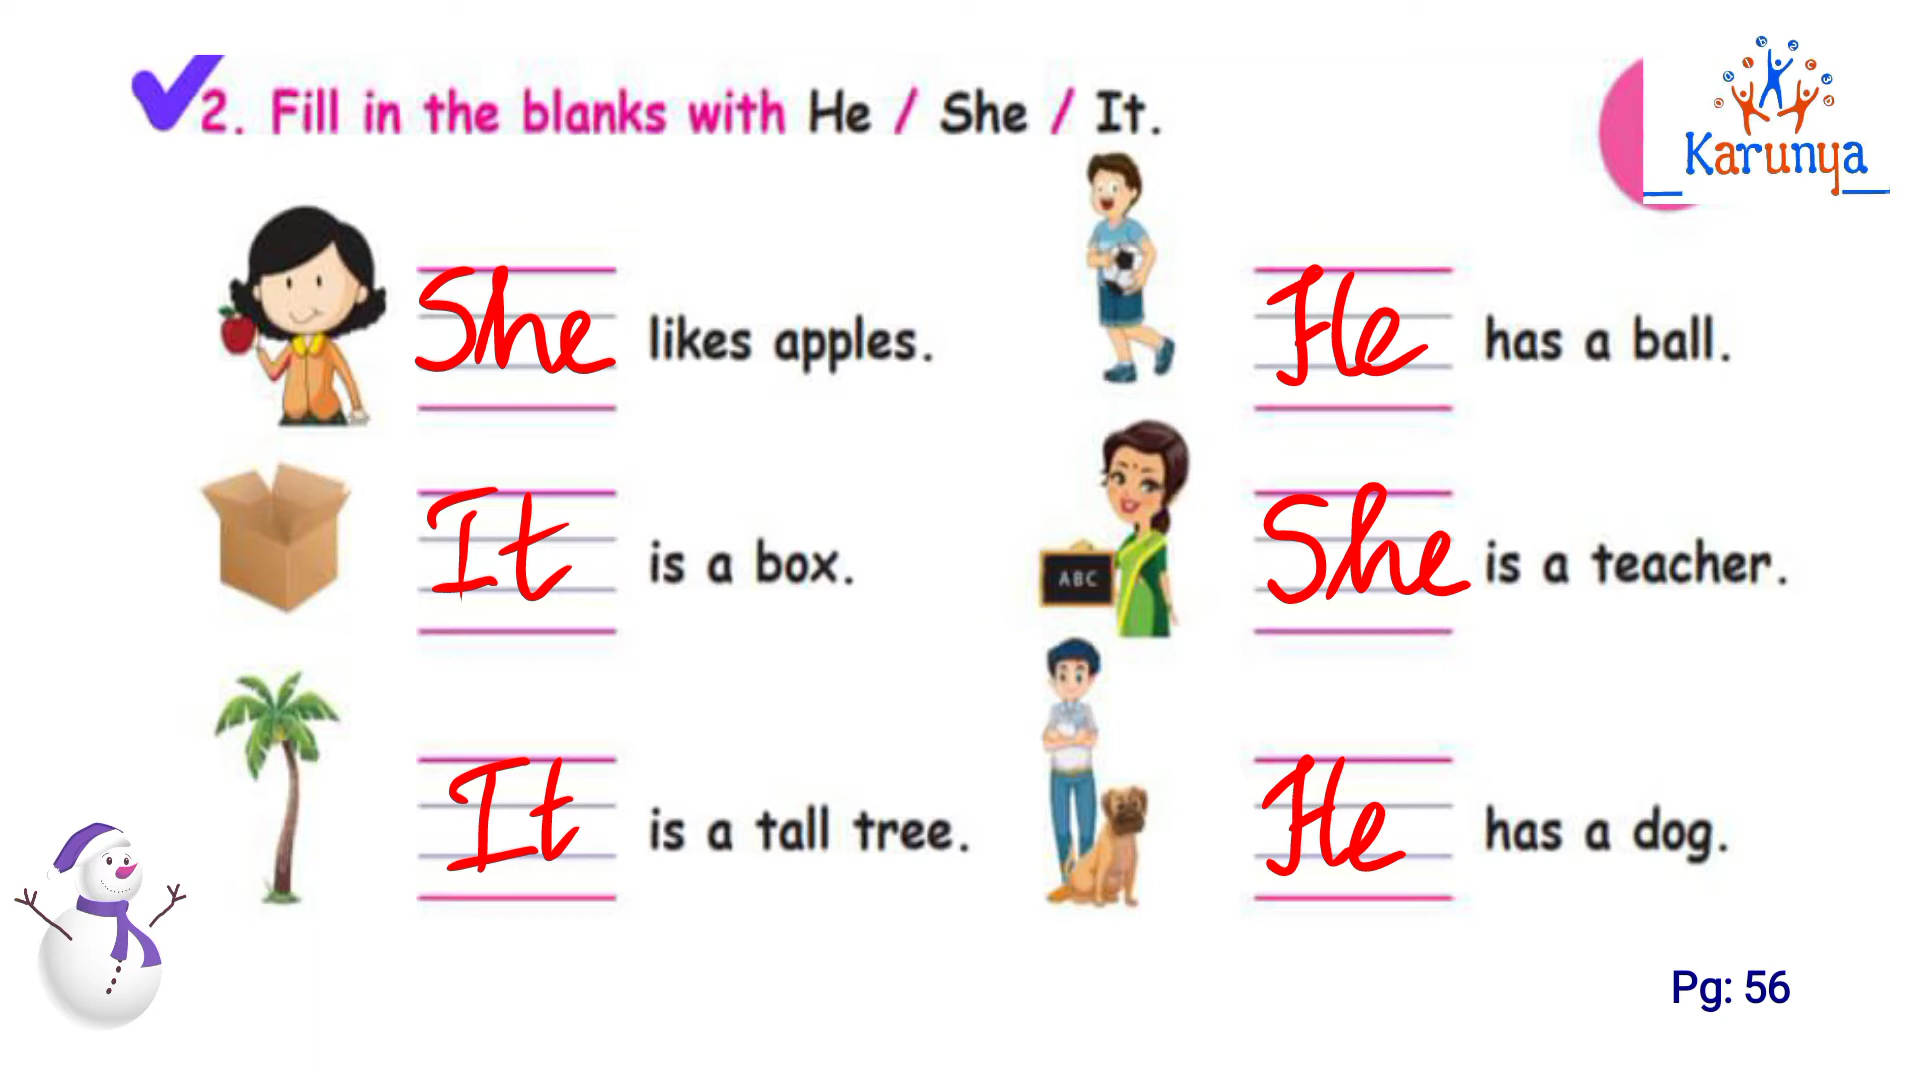 2. Fill in the blanks with He / She / It.
Karunya
She likes apples.
He has a ball.
It is a box.
ABC
She is a teacher.
It is a tall tree.
He has a dog.
Pg: 56